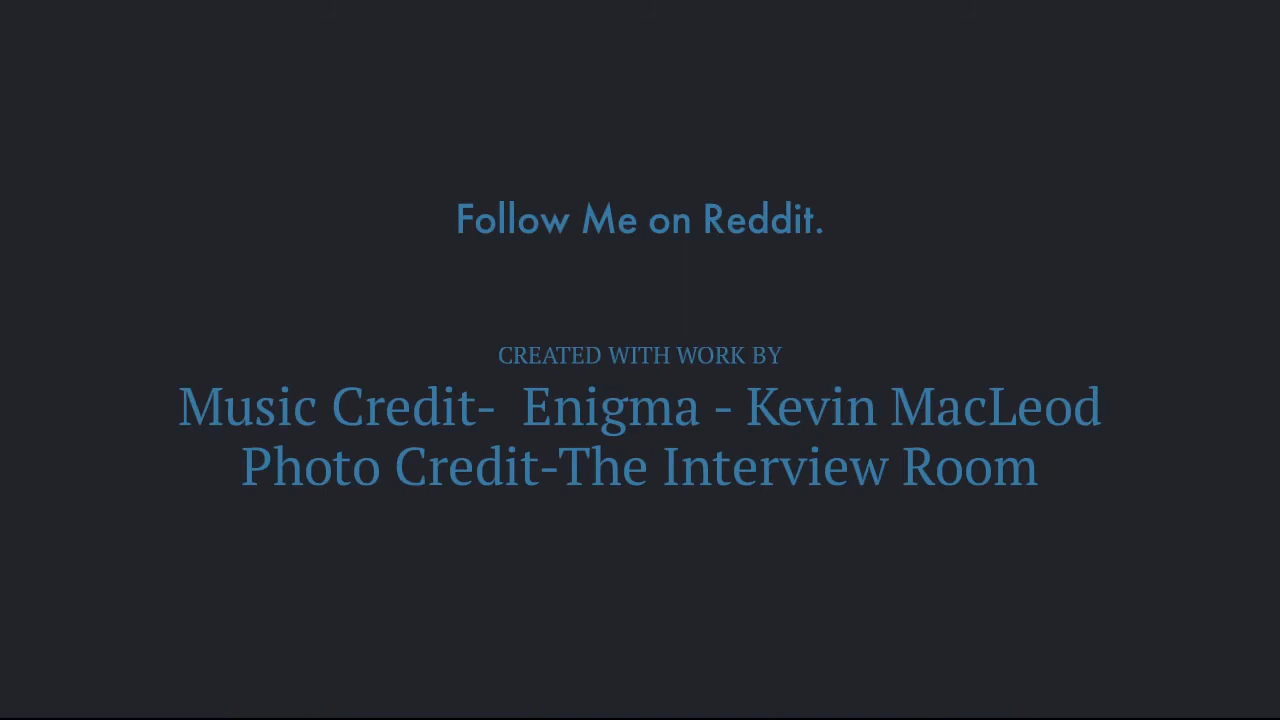 Follow Me on Reddit.
CREATED WITH WORK BY
Music Credit-  Enigma - Kevin MacLeod
Photo Credit-The Interview Room